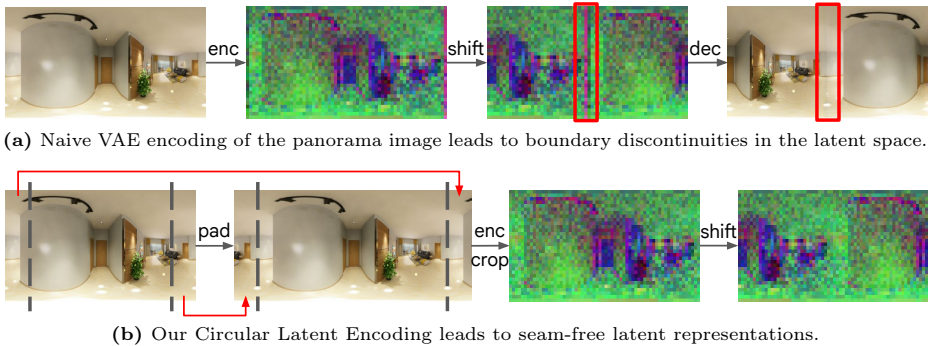 enc shift dec
(a) Naive VAE encoding of the panorama image leads to boundary discontinuities in the latent space.
pad enc shift
crop
(b) Our Circular Latent Encoding leads to seam-free latent representations.